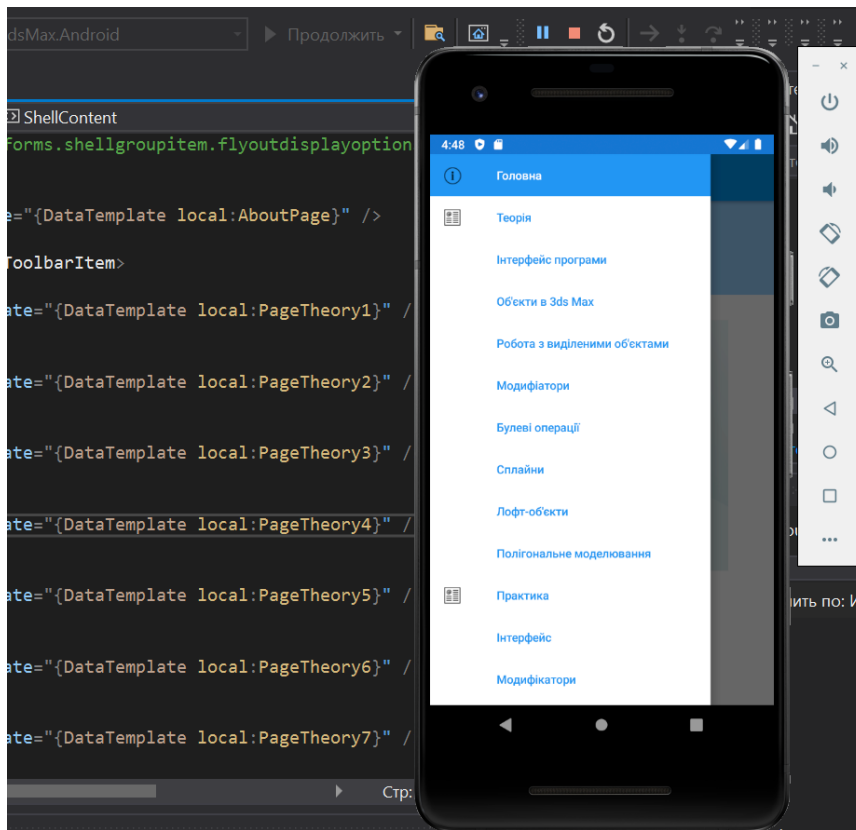 dsMax.Android
Продолжить
ShellContent
forms.shellgroupitem.flyoutdisplayoption
e="{DataTemplate local:AboutPage}" />
ToolbarItem>
ate="{DataTemplate local:PageTheory1}" /
ate="{DataTemplate local:PageTheory2}" /
ate="{DataTemplate local:PageTheory3}" /
ate="{DataTemplate local:PageTheory4}" /
ate="{DataTemplate local:PageTheory5}" /
ate="{DataTemplate local:PageTheory6}" /
ate="{DataTemplate local:PageTheory7}" /
Стр:
4:48
Головна
Теорія
Інтерфейс програми
Об'єкти в 3ds Max
Робота з виділеними об'єктами
Модифіатори
Булеві операції
Сплайни
Лофт-об'єкти
Полігональне моделювання
Практика
Інтерфейс
Модифікатори
ить по: И